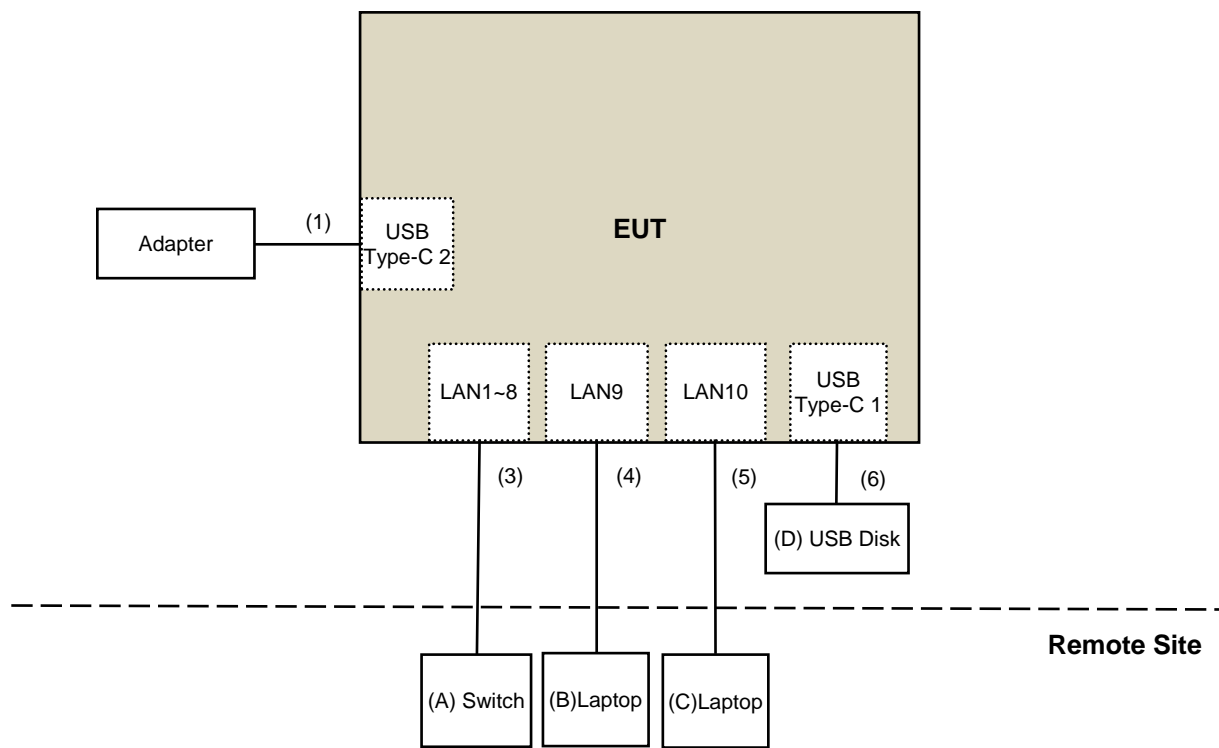 EUT
(1)
Adapter
USB
Type-C 2
LAN1~8
LAN9
LAN10
USB
Type-C 1
(3)
(4)
(5)
(6)
(D) USB Disk
Remote Site
(A) Switch
(B)Laptop
(C)Laptop